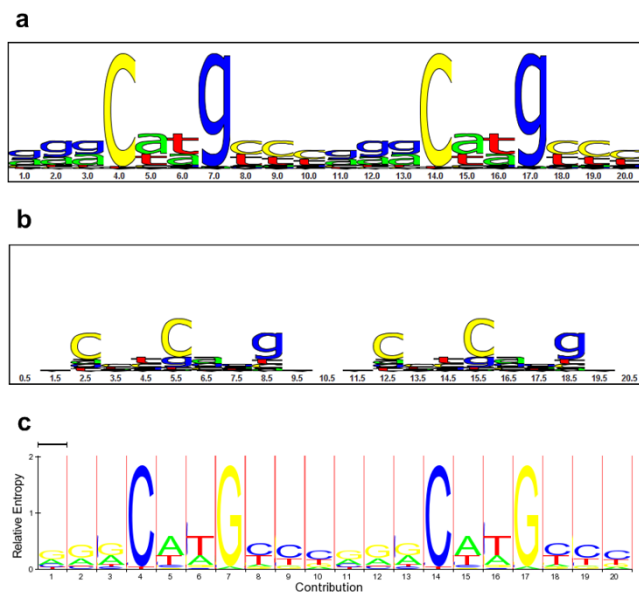 a
g g g C a t g c c c g g g C a t g c c c
1.0 2.0 3.0 4.0 5.0 6.0 7.0 8.0 9.0 10.0 11.0 12.0 13.0 14.0 15.0 16.0 17.0 18.0 19.0 20.0
b
C C g C C g
0.5 1.5 2.5 3.5 4.5 5.5 6.5 7.5 8.5 9.5 10.5 11.5 12.5 13.5 14.5 15.5 16.5 17.5 18.5 19.5 20.5
c
Relative Entropy
2
1
0
G G G C A T G C C C G G G C A T G C C C
1 2 3 4 5 6 7 8 9 10 11 12 13 14 15 16 17 18 19 20
Contribution